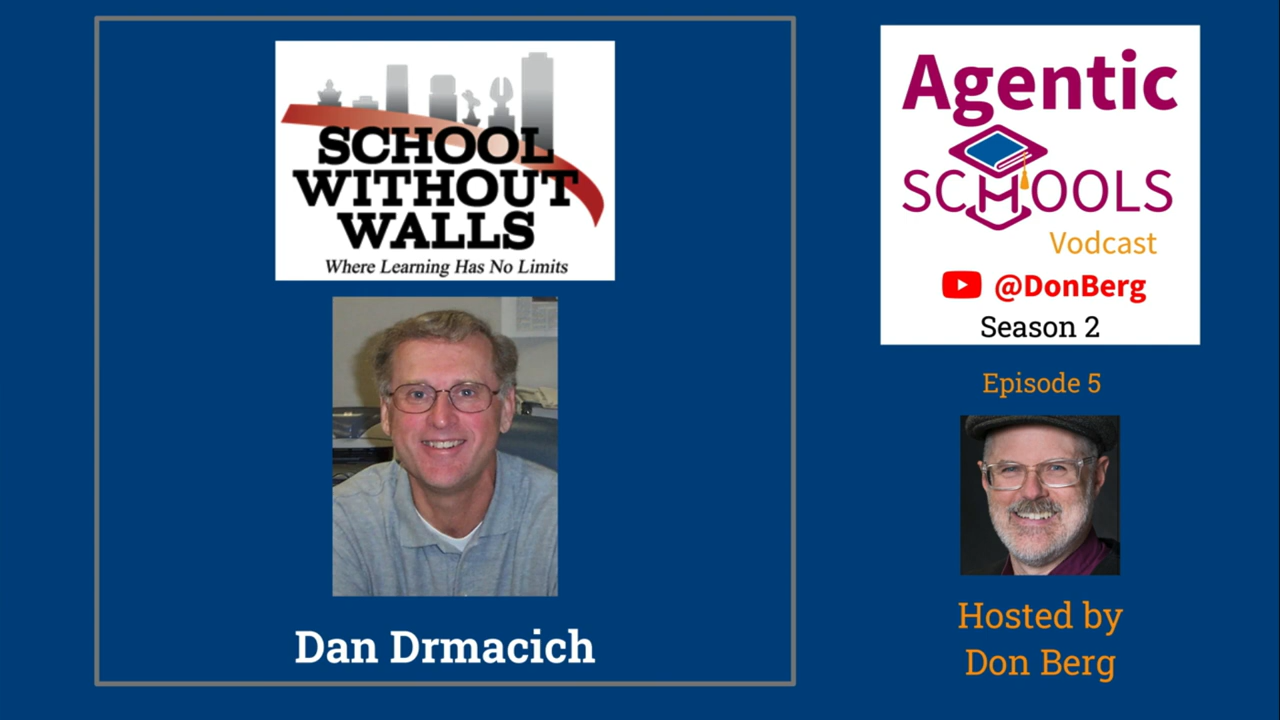 SCHOOL
WITHOUT
WALLS
Where Learning Has No Limits
Dan Drmacich
Agentic
SCHOOLS
Vodcast
@DonBerg
Season 2
Episode 5
Hosted by
Don Berg